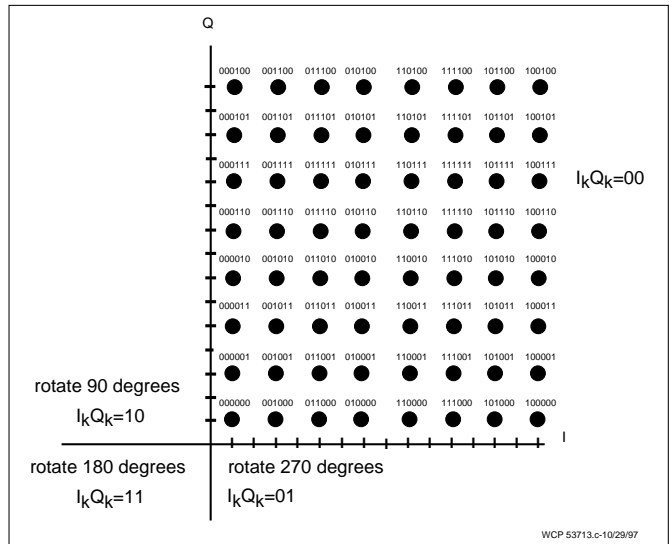 Q
000100 001100 011100 010100 110100 111100 101100 100100
000101 001101 011101 010101 110101 111101 101101 100101
000111 001111 011111 010111 110111 111111 101111 100111
I_kQ_k=00
000110 001110 011110 010110 110110 111110 101110 100110
000010 001010 011010 010010 110010 111010 101010 100010
000011 001011 011011 010011 110011 111011 101011 100011
000001 001001 011001 010001 110001 111001 101001 100001
rotate 90 degrees
I_kQ_k=10
000000 001000 011000 010000 110000 111000 101000 100000
I
rotate 180 degrees rotate 270 degrees
I_kQ_k=11 I_kQ_k=01
WCP 53713.c-10/29/97